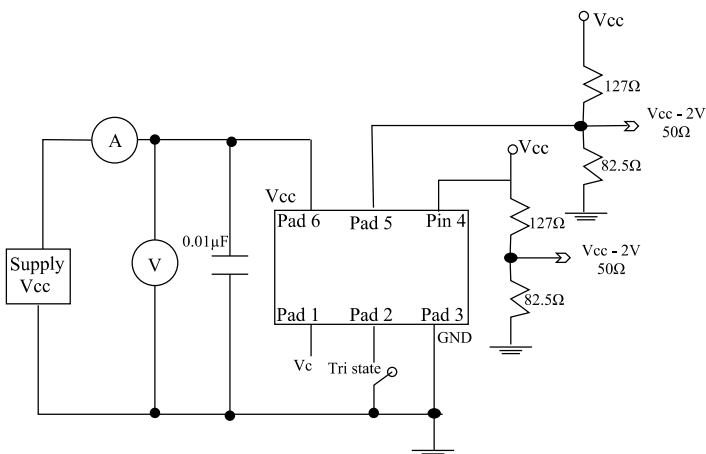 Vcc
127Ω
Vcc - 2V
50Ω
82.5Ω
A
Vcc
Vcc
Pad 6
Pad 5
Pin 4
127Ω
Vcc - 2V
50Ω
82.5Ω
0.01µF
V
Supply
Vcc
Pad 1
Pad 2
Pad 3
GND
Vc
Tri state